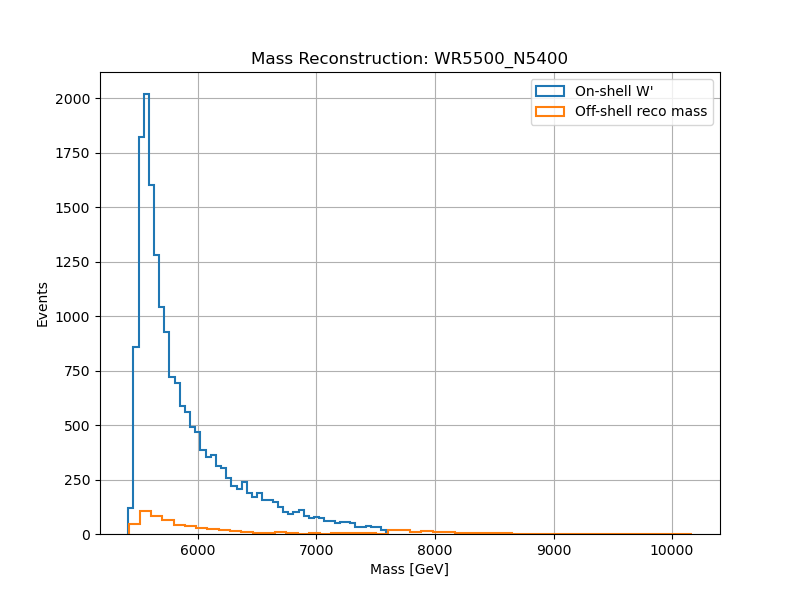 Mass Reconstruction: WR5500_N5400
On-shell W'
Off-shell reco mass
2000
1750
1500
1250
1000
750
500
250
0
Events
6000 7000 8000 9000 10000
Mass [GeV]